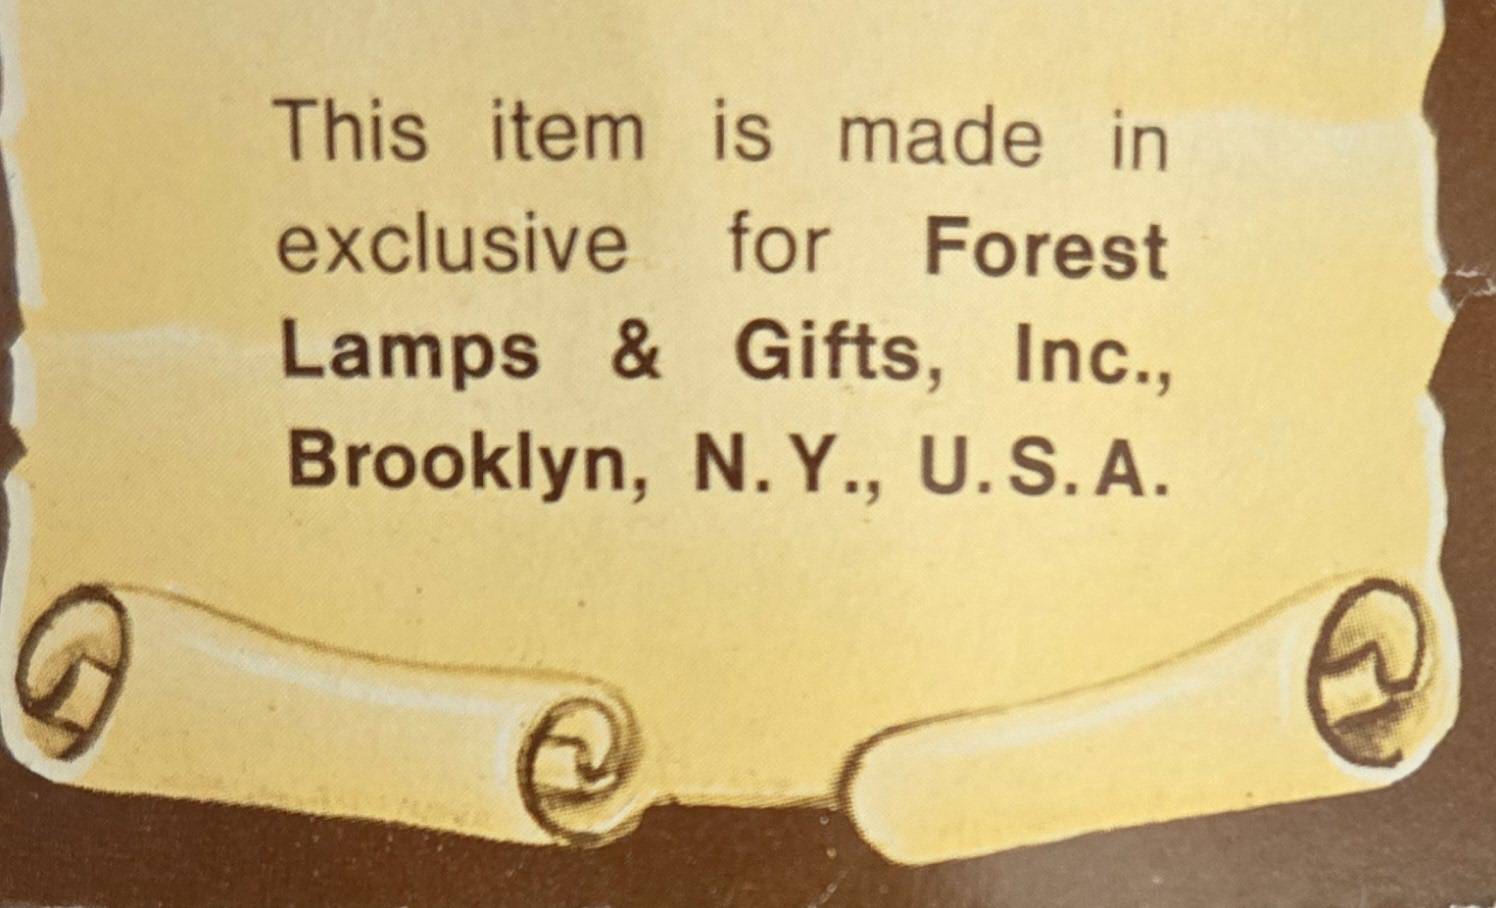 This item is made in
exclusive for Forest
Lamps & Gifts, Inc.,
Brooklyn, N.Y., U.S.A.